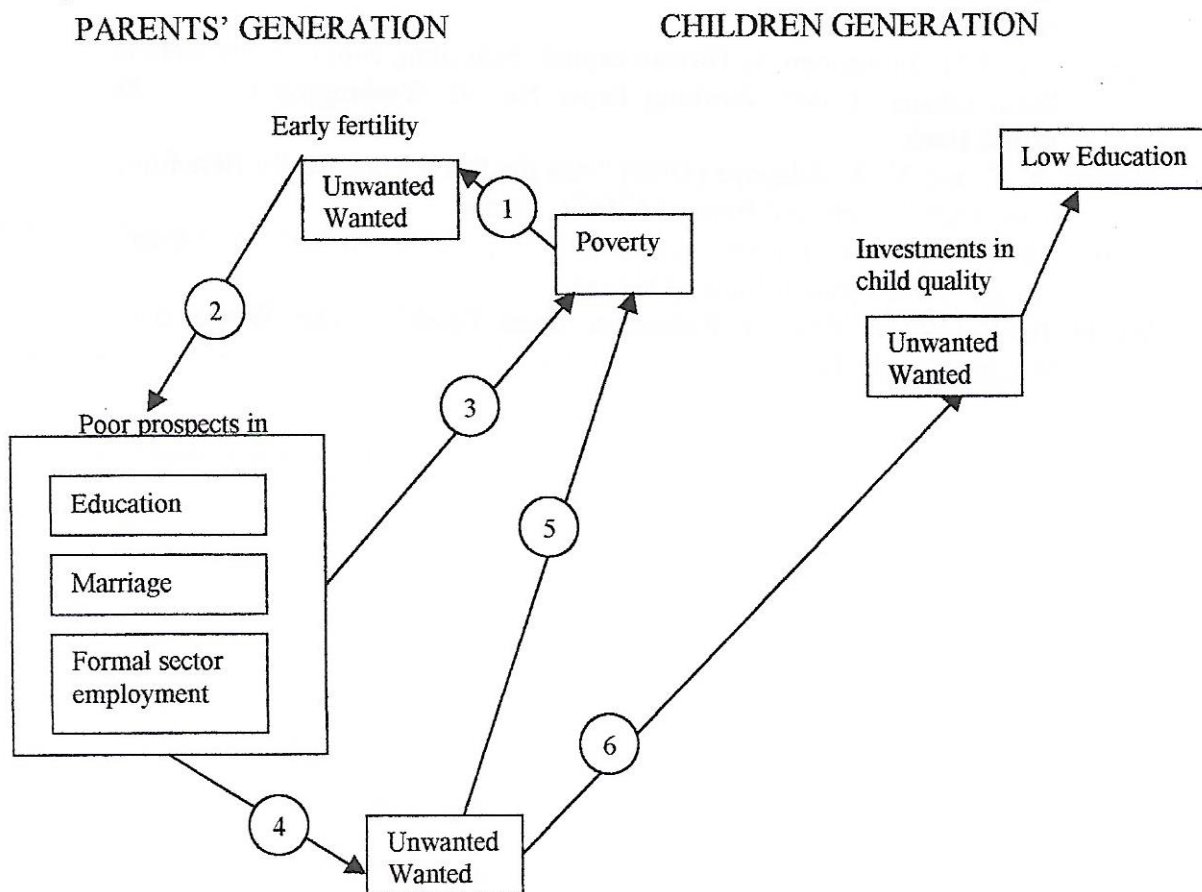 PARENTS' GENERATION
CHILDREN GENERATION
Early fertility
Unwanted
Wanted
1
Poverty
Low Education
Investments in
child quality
Unwanted
Wanted
2
3
Poor prospects in
Education
Marriage
Formal sector
employment
5
6
4
Unwanted
Wanted